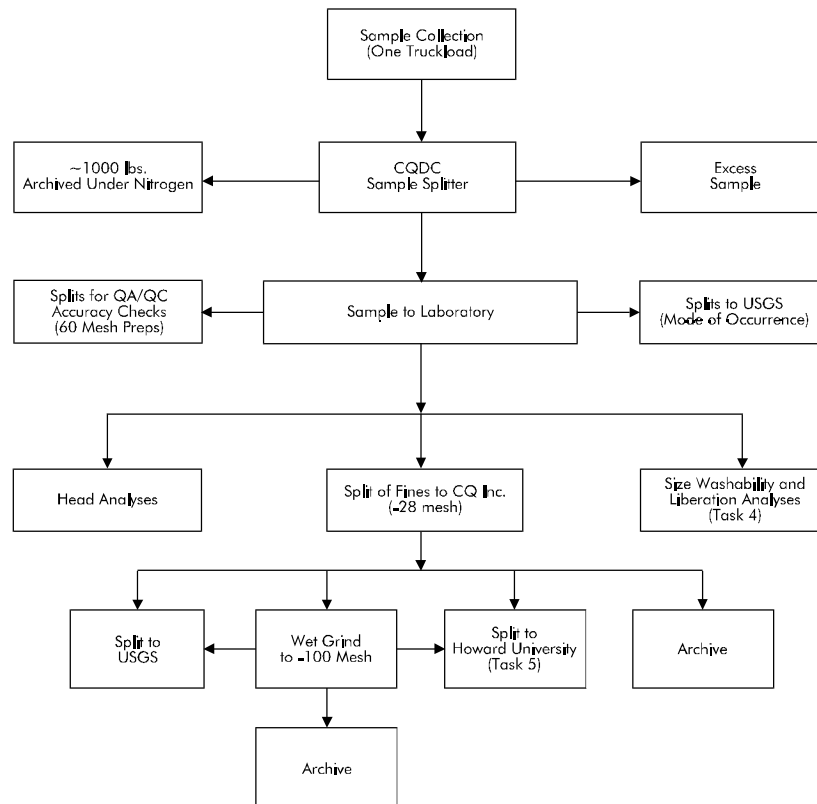 Sample Collection
(One Truckload)
~1000 lbs.
Archived Under Nitrogen
CQDC
Sample Splitter
Excess
Sample
Splits for QA/QC
Accuracy Checks
(60 Mesh Preps)
Sample to Laboratory
Splits to USGS
(Mode of Occurrence)
Head Analyses
Split of Fines to CQ Inc.
(-28 mesh)
Size Washability and
Liberation Analyses
(Task 4)
Split to
USGS
Wet Grind
to -100 Mesh
Split to
Howard University
(Task 5)
Archive
Archive